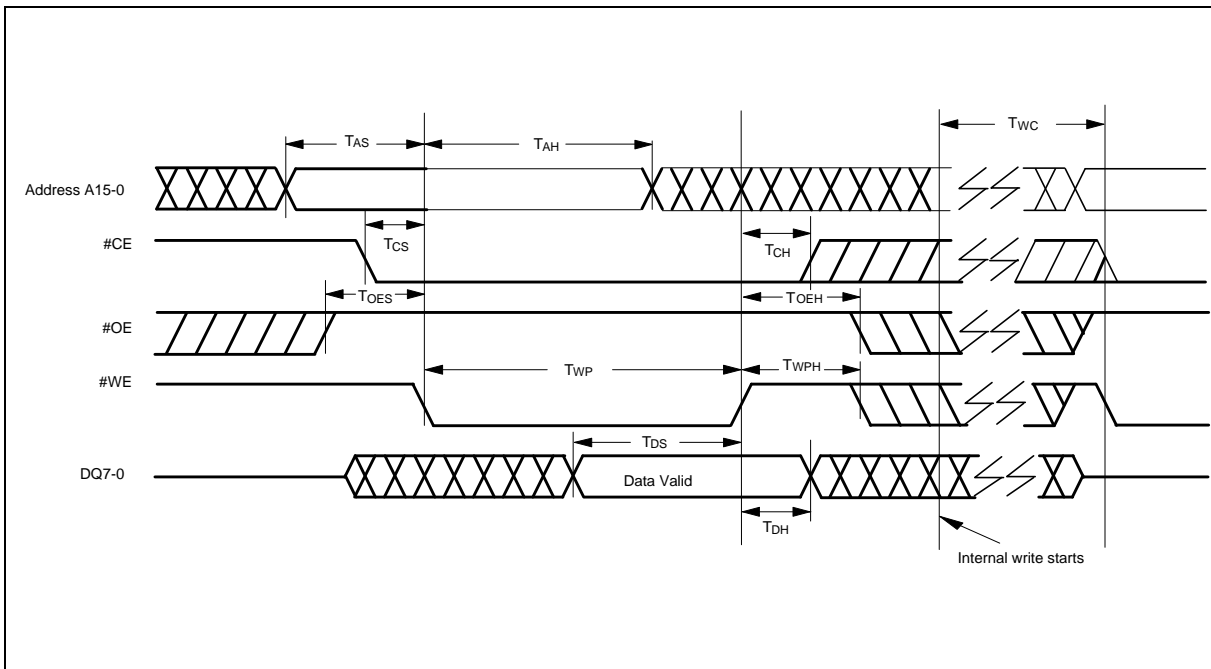 TWC
TAS
TAH
Address A15-0
#CE
TCS
TCH
TOES
TOEH
#OE
#WE
TWP
TWPH
TDS
DQ7-0
Data Valid
TDH
Internal write starts